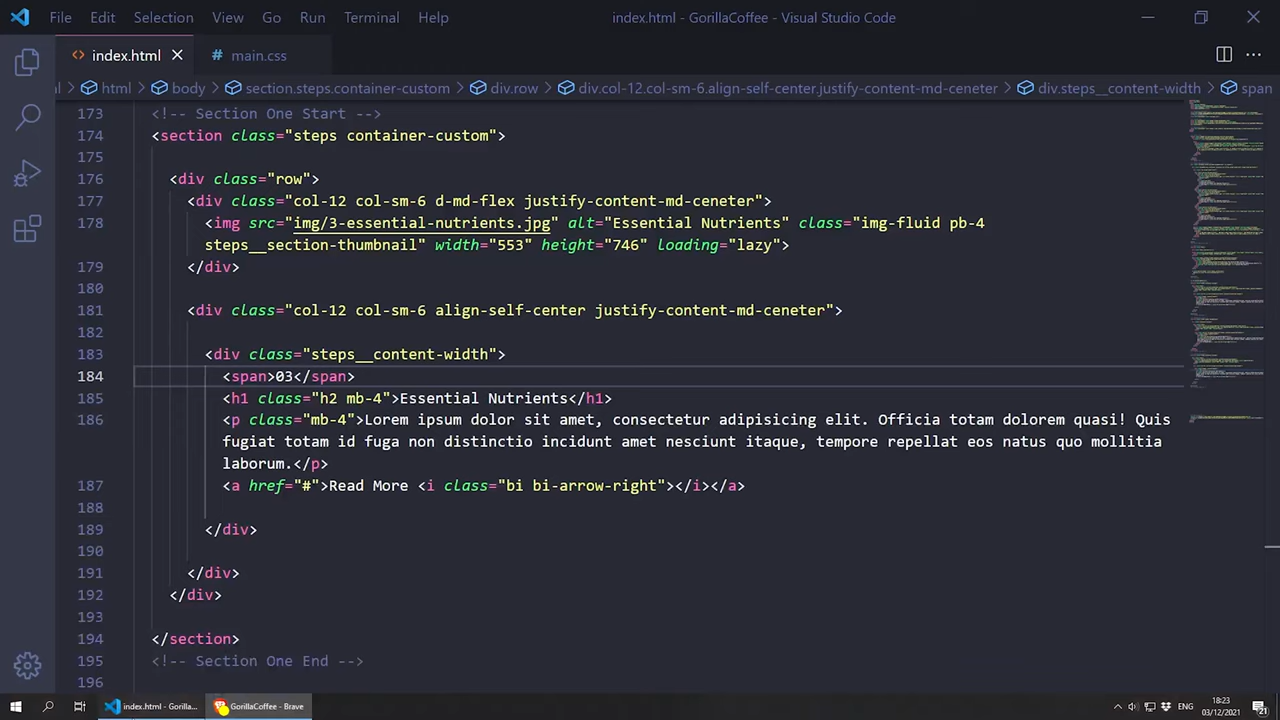 File Edit Selection View Go Run Terminal Help index.html - GorillaCoffee - Visual Studio Code
<> index.html # main.css
html body section.steps.container-custom div.row div.col-12.col-sm-6.align-self-center.justify-content-md-ceneter div.steps__content-width span
173 <!-- Section One Start -->
174 <section class="steps container-custom">
175
176 <div class="row">
177 <div class="col-12 col-sm-6 d-md-flex justify-content-md-ceneter">
178 <img src="img/03-essential-nutrients.jpg" alt="Essential Nutrients" class="img-fluid pb-4
steps__section-thumbnail" width="533" height="746" loading="lazy">
179 </div>
180
181 <div class="col-12 col-sm-6 align-self-center justify-content-md-ceneter">
182
183 <div class="steps__content-width">
184 <span>03</span>
185 <h1 class="h2 mb-4">Essential Nutrients</h1>
186 <p class="mb-4">Lorem ipsum dolor sit amet, consectetur adipisicing elit. Officia totam dolorem quasi! Quis
fugiat totam id fuga non distinctio incidunt amet nesciunt itaque, tempore repellat eos natus quo mollitia
laborum.</p>
187 <a href="#">Read More <i class="bi bi-arrow-right"></i></a>
188
189 </div>
190
191 </div>
192 </div>
193
194 </section>
195 <!-- Section One End -->
196
index.html - Gorilla... GorillaCoffee - Brave ENG 18:23
03/12/2021 21